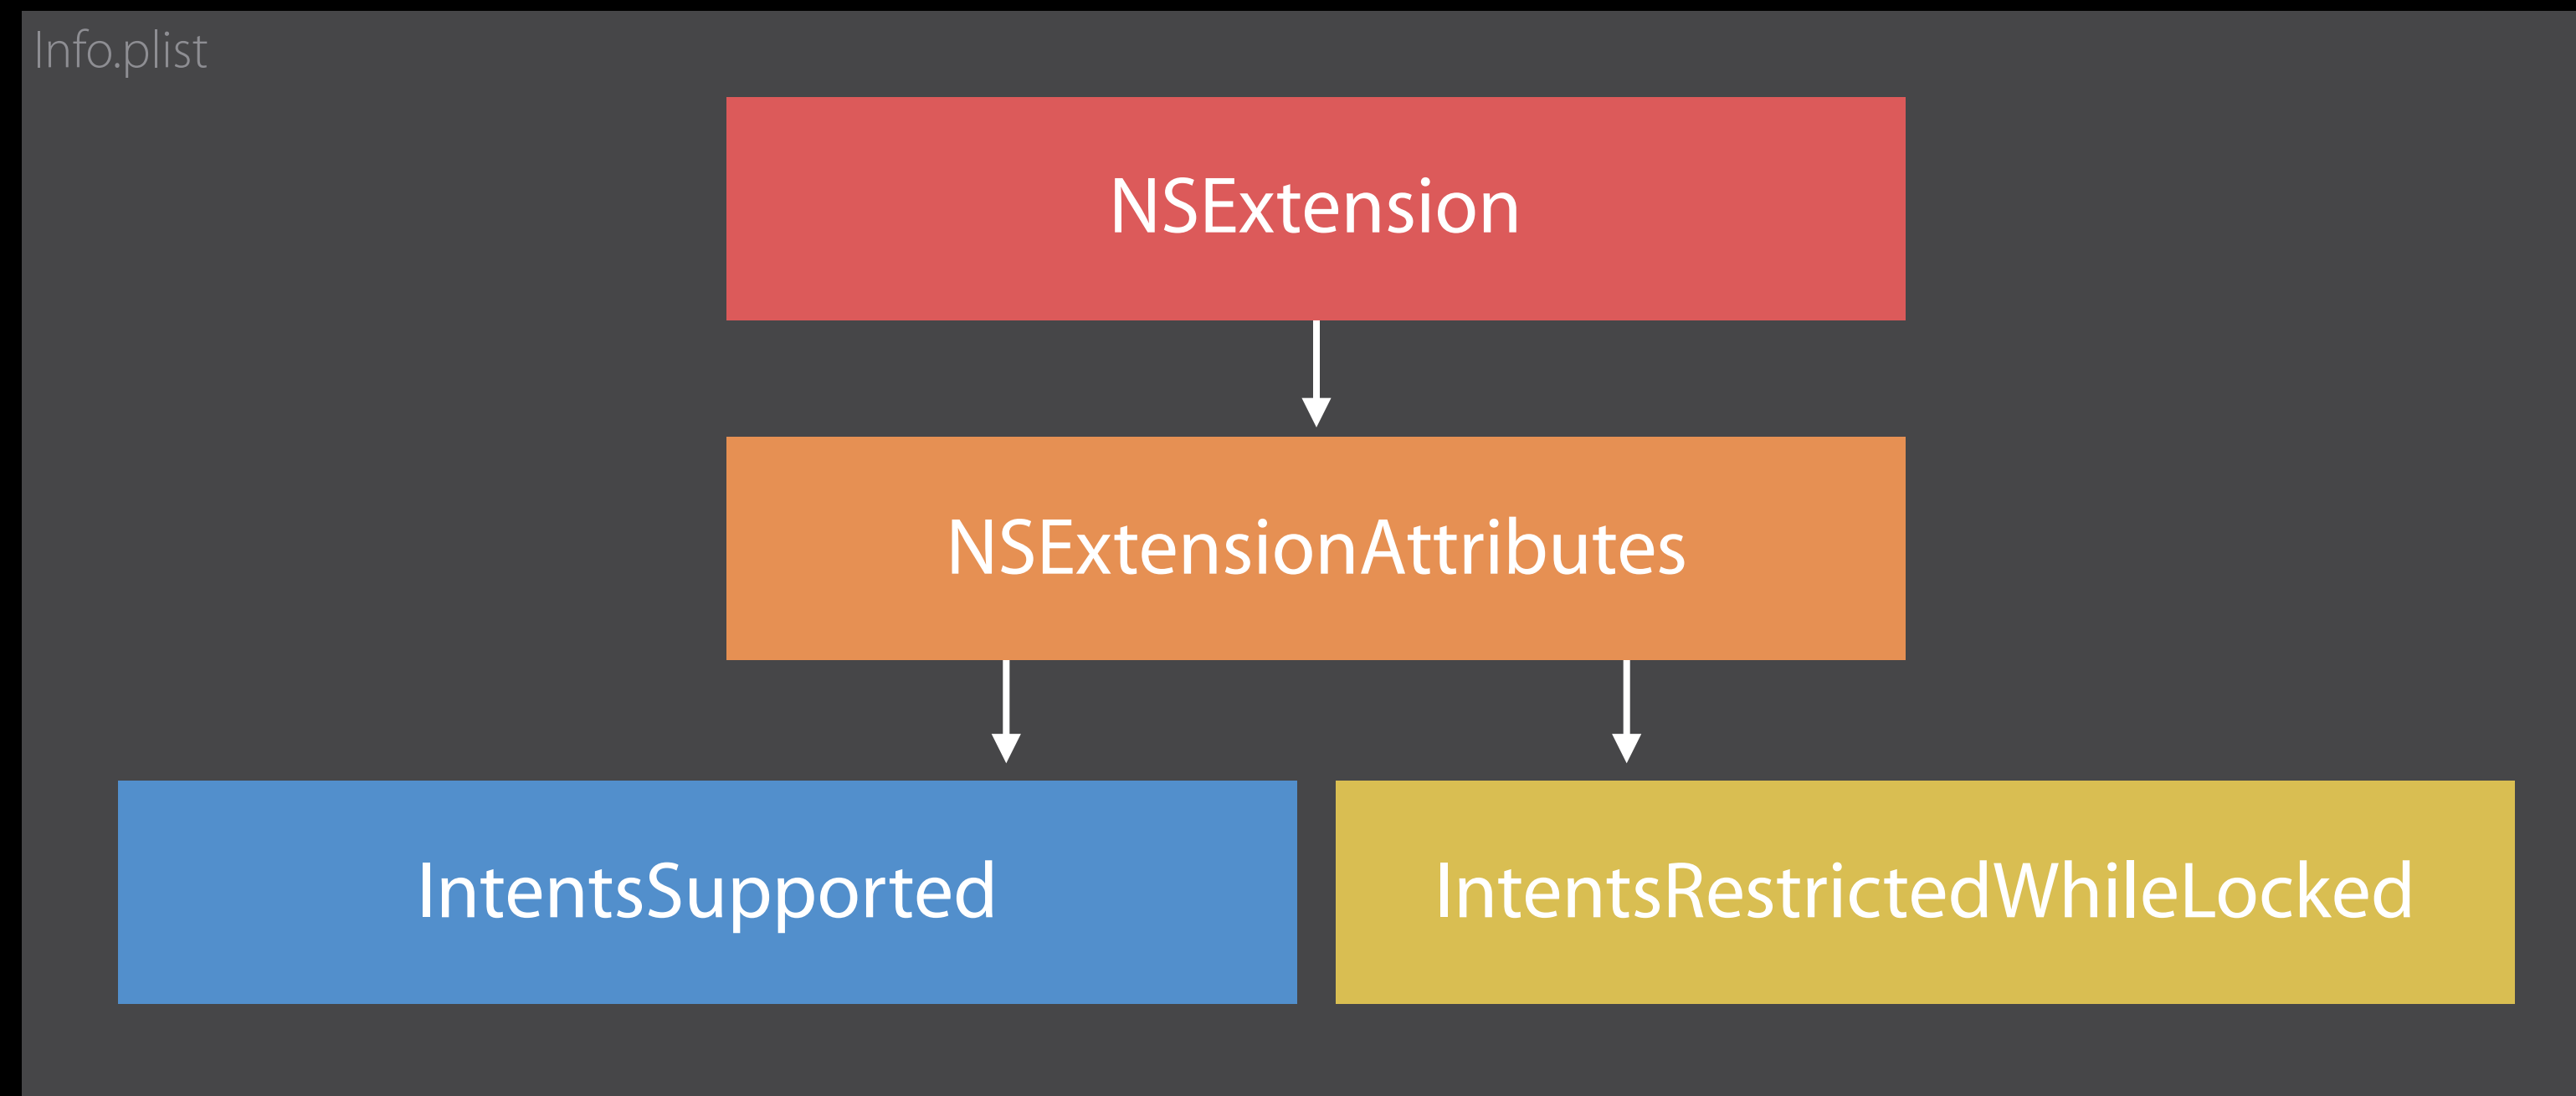 Info.plist
NSExtension
NSExtensionAttributes
IntentsSupported
IntentsRestrictedWhileLocked